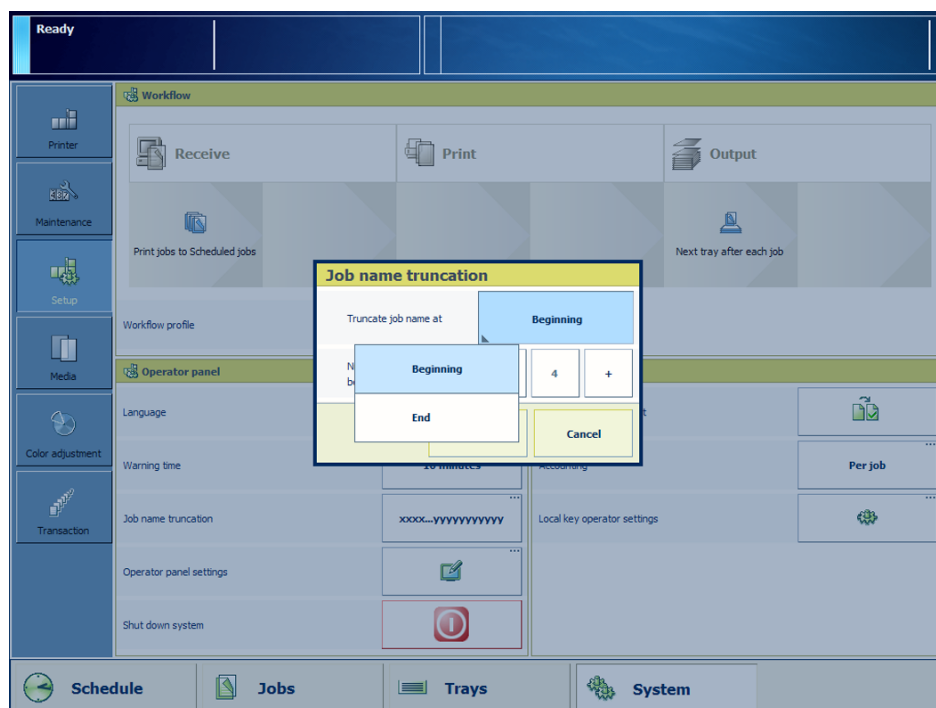 Ready
Workflow
Printer
Receive
Print
Output
Maintenance
Print jobs to Scheduled jobs
Next tray after each job
Setup
Job name truncation
Truncate job name at
Beginning
Workflow profile
Media
Operator panel
N
Beginning
4
+
b
Language
End
Cancel
t
Color adjustment
Warning time
10 minutes
Accounting
Per job
Job name truncation
xxxx...yyyyyyyyyyy
Local key operator settings
Transaction
Operator panel settings
Shut down system
Schedule
Jobs
Trays
System